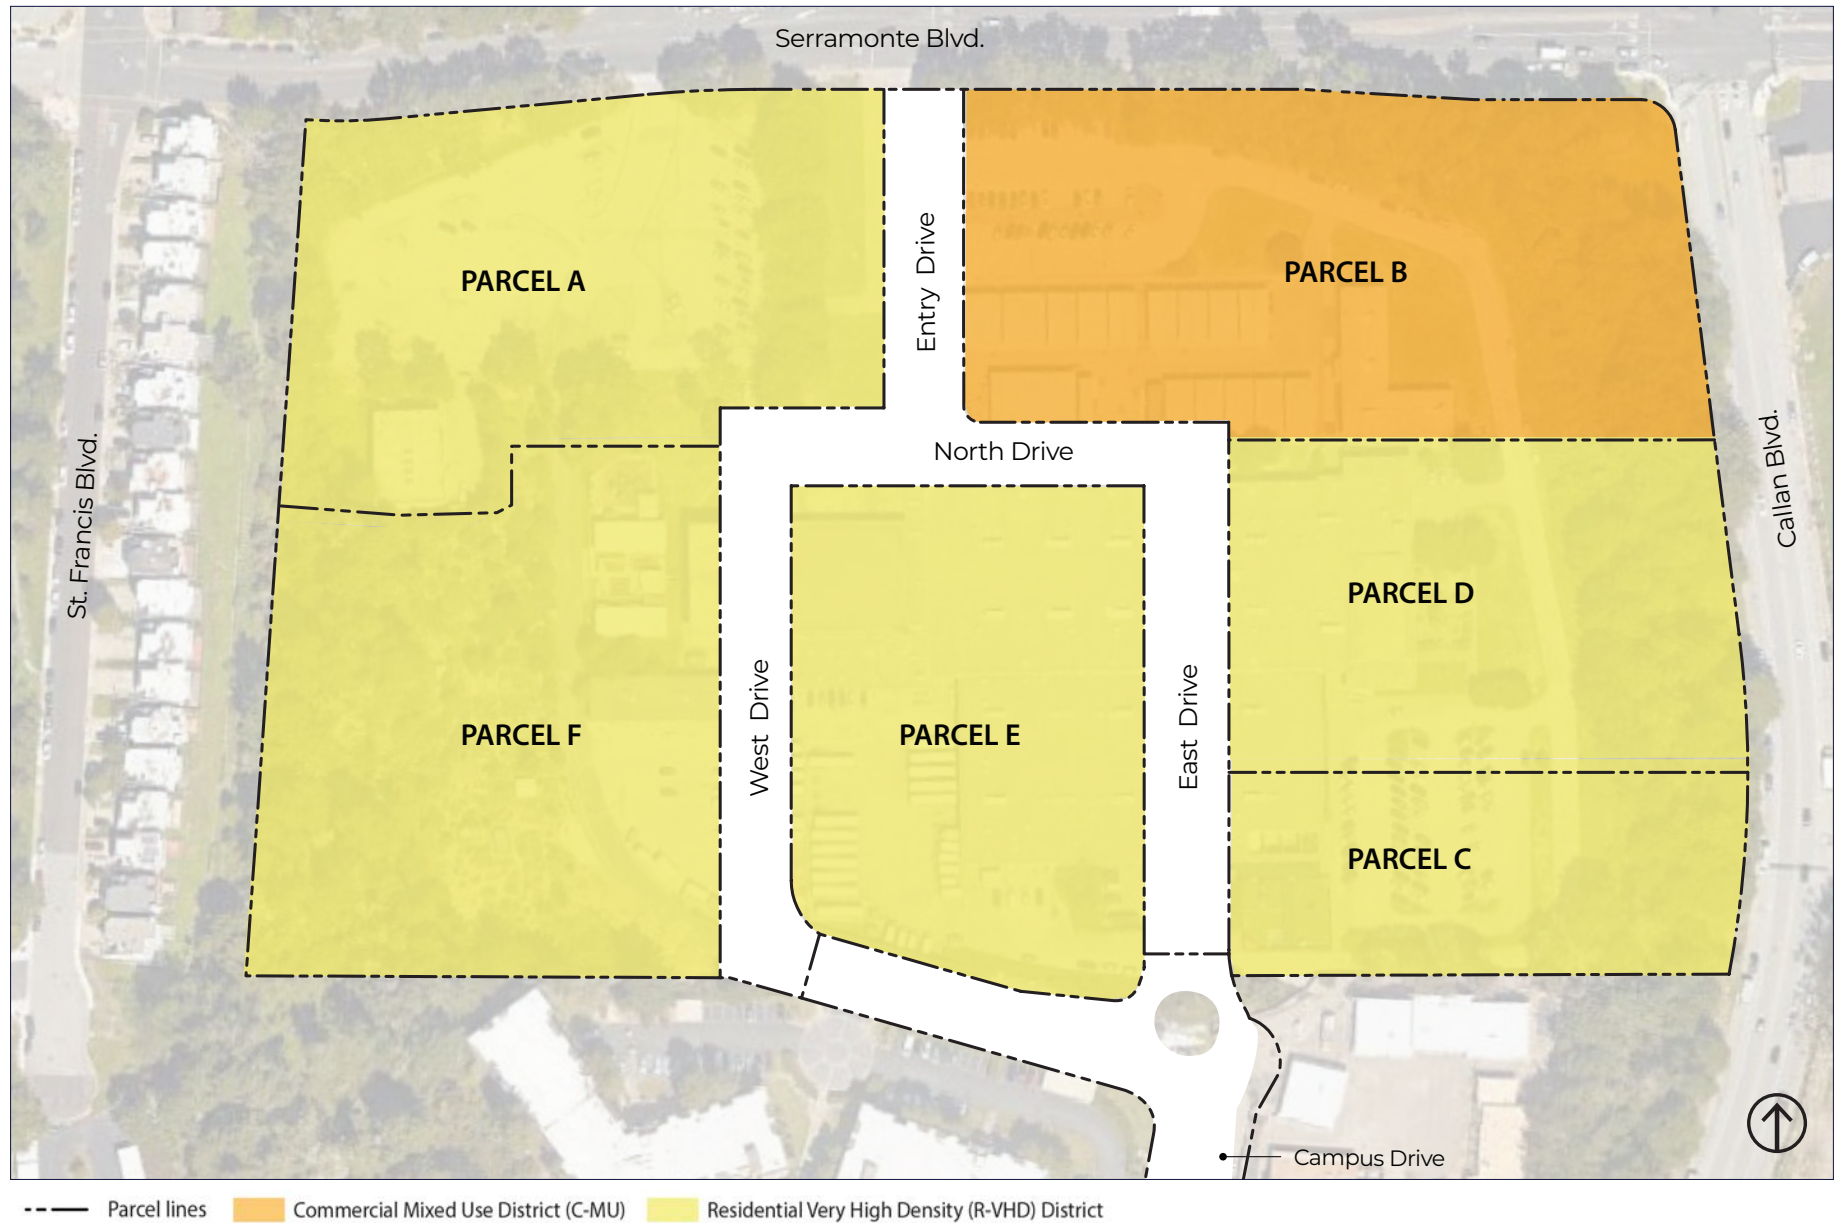 Serramonte Blvd.
PARCEL A
Entry Drive
PARCEL B
St. Francis Blvd.
North Drive
Callan Blvd.
PARCEL D
PARCEL F
West Drive
PARCEL E
East Drive
PARCEL C
Campus Drive
Parcel lines
Commercial Mixed Use District (C-MU)
Residential Very High Density (R-VHD) District